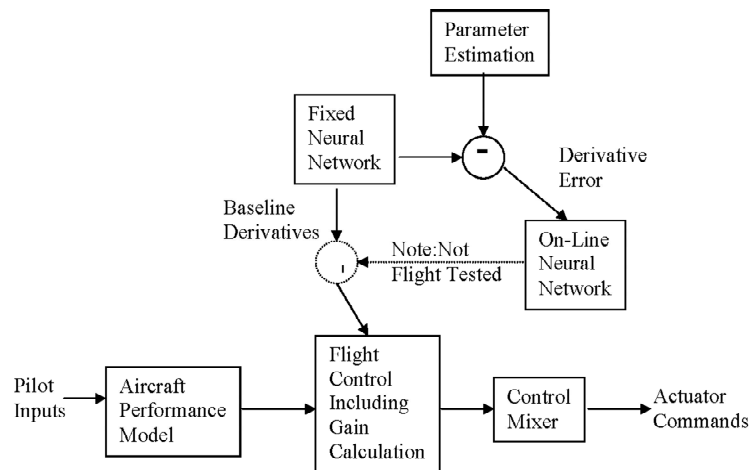 Parameter
Estimation
Fixed
Neural
Network
-
Derivative
Error
Baseline
Derivatives
Note:Not
Flight Tested
On-Line
Neural
Network
Pilot
Inputs
Aircraft
Performance
Model
Flight
Control
Including
Gain
Calculation
Control
Mixer
Actuator
Commands